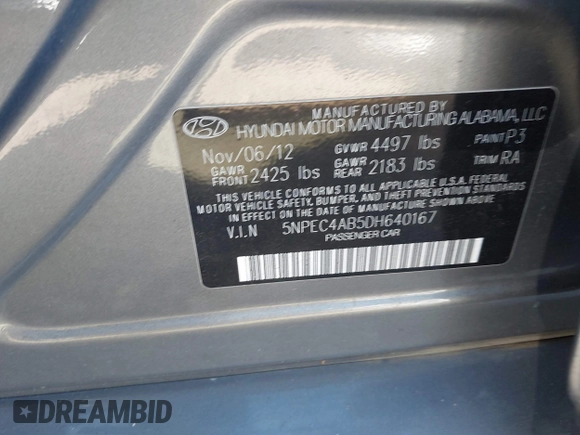 MANUFACTURED BY
HYUNDAI MOTOR MANUFACTURING ALABAMA, LLC
Nov/06/12 GVWR 4497 lbs PAINT P3
GAWR FRONT 2425 lbs GAWR REAR 2183 lbs TRIM RA
THIS VEHICLE CONFORMS TO ALL APPLICABLE U.S.A. FEDERAL
MOTOR VEHICLE SAFETY, BUMPER, AND THEFT PREVENTION
STANDARDS IN EFFECT ON THE DATE OF MANUFACTURE SHOWN ABOVE.
V.I.N 5NPEC4AB5DH640167
PASSENGER CAR
DREAMBID